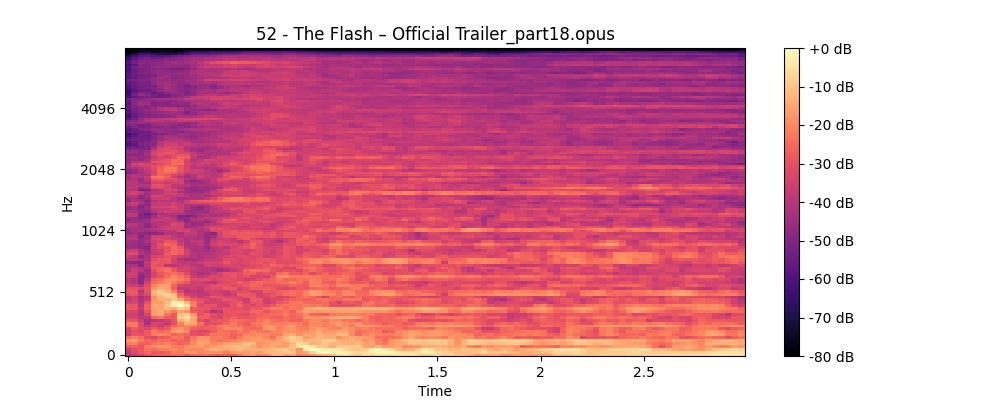 52 - The Flash – Official Trailer_part18.opus
Hz
4096
2048
1024
512
0
0
0.5
1
1.5
2
2.5
Time
+0 dB
-10 dB
-20 dB
-30 dB
-40 dB
-50 dB
-60 dB
-70 dB
-80 dB